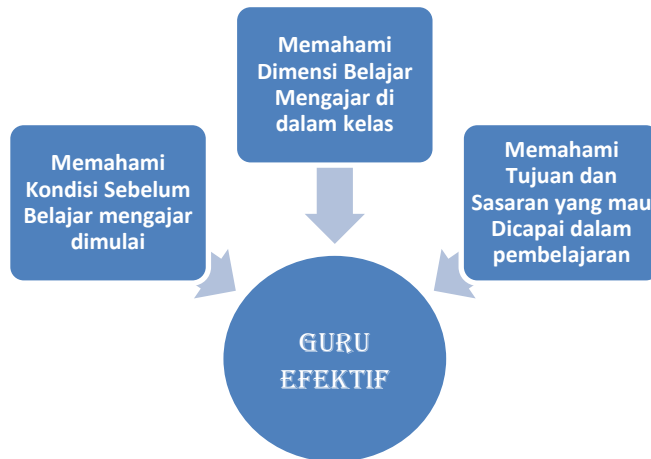 Memahami
Dimensi Belajar
Mengajar di
dalam kelas
Memahami
Kondisi Sebelum
Belajar mengajar
dimulai
Memahami
Tujuan dan
Sasaran yang mau
Dicapai dalam
pembelajaran
GURU
EFEKTIF